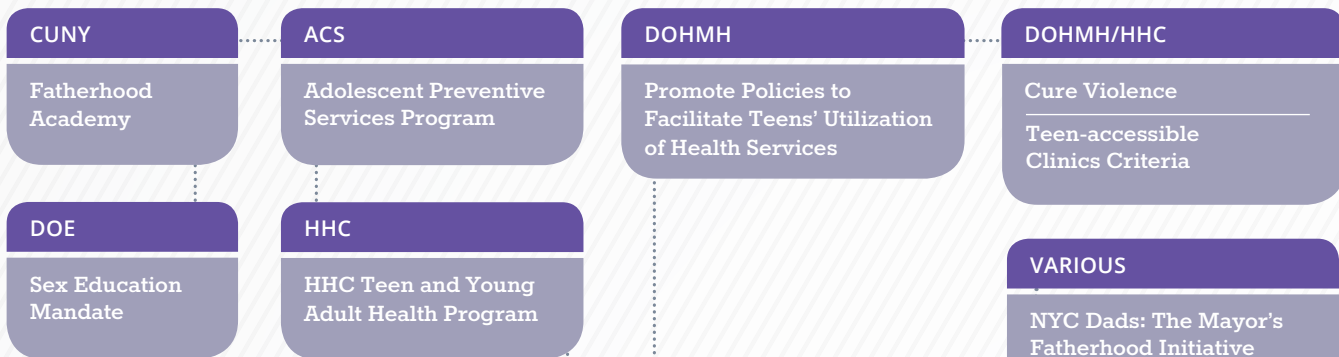 CUNY
Fatherhood
Academy
ACS
Adolescent Preventive
Services Program
DOHMH
Promote Policies to
Facilitate Teens’ Utilization
of Health Services
DOHMH/HHC
Cure Violence
Teen-accessible
Clinics Criteria
DOE
Sex Education
Mandate
HHC
HHC Teen and Young
Adult Health Program
VARIOUS
NYC Dads: The Mayor’s
Fatherhood Initiative